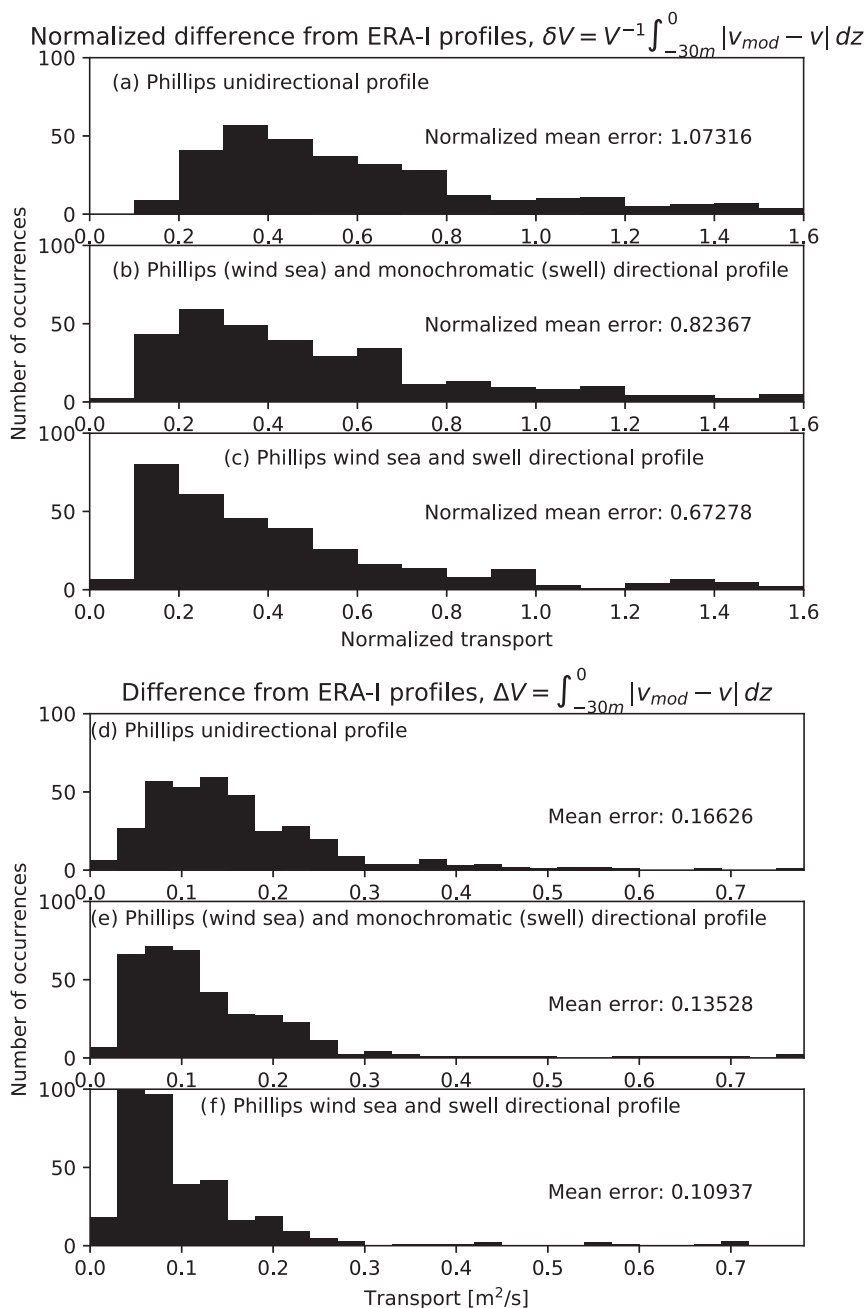 Normalized difference from ERA-I profiles, δV = V⁻¹∫⁰₋₃₀ₘ |v_mod − v| dz
100
(a) Phillips unidirectional profile
50
Normalized mean error: 1.07316
0
0.0 0.2 0.4 0.6 0.8 1.0 1.2 1.4 1.6
100
(b) Phillips (wind sea) and monochromatic (swell) directional profile
50
Normalized mean error: 0.82367
0
0.0 0.2 0.4 0.6 0.8 1.0 1.2 1.4 1.6
100
(c) Phillips wind sea and swell directional profile
50
Normalized mean error: 0.67278
0
0.0 0.2 0.4 0.6 0.8 1.0 1.2 1.4 1.6
Number of occurrences
Normalized transport
Difference from ERA-I profiles, ΔV = ∫⁰₋₃₀ₘ |v_mod − v| dz
100
(d) Phillips unidirectional profile
50
Mean error: 0.16626
0
0.0 0.1 0.2 0.3 0.4 0.5 0.6 0.7
100
(e) Phillips (wind sea) and monochromatic (swell) directional profile
50
Mean error: 0.13528
0
0.0 0.1 0.2 0.3 0.4 0.5 0.6 0.7
100
(f) Phillips wind sea and swell directional profile
50
Mean error: 0.10937
0
0.0 0.1 0.2 0.3 0.4 0.5 0.6 0.7
Number of occurrences
Transport [m²/s]